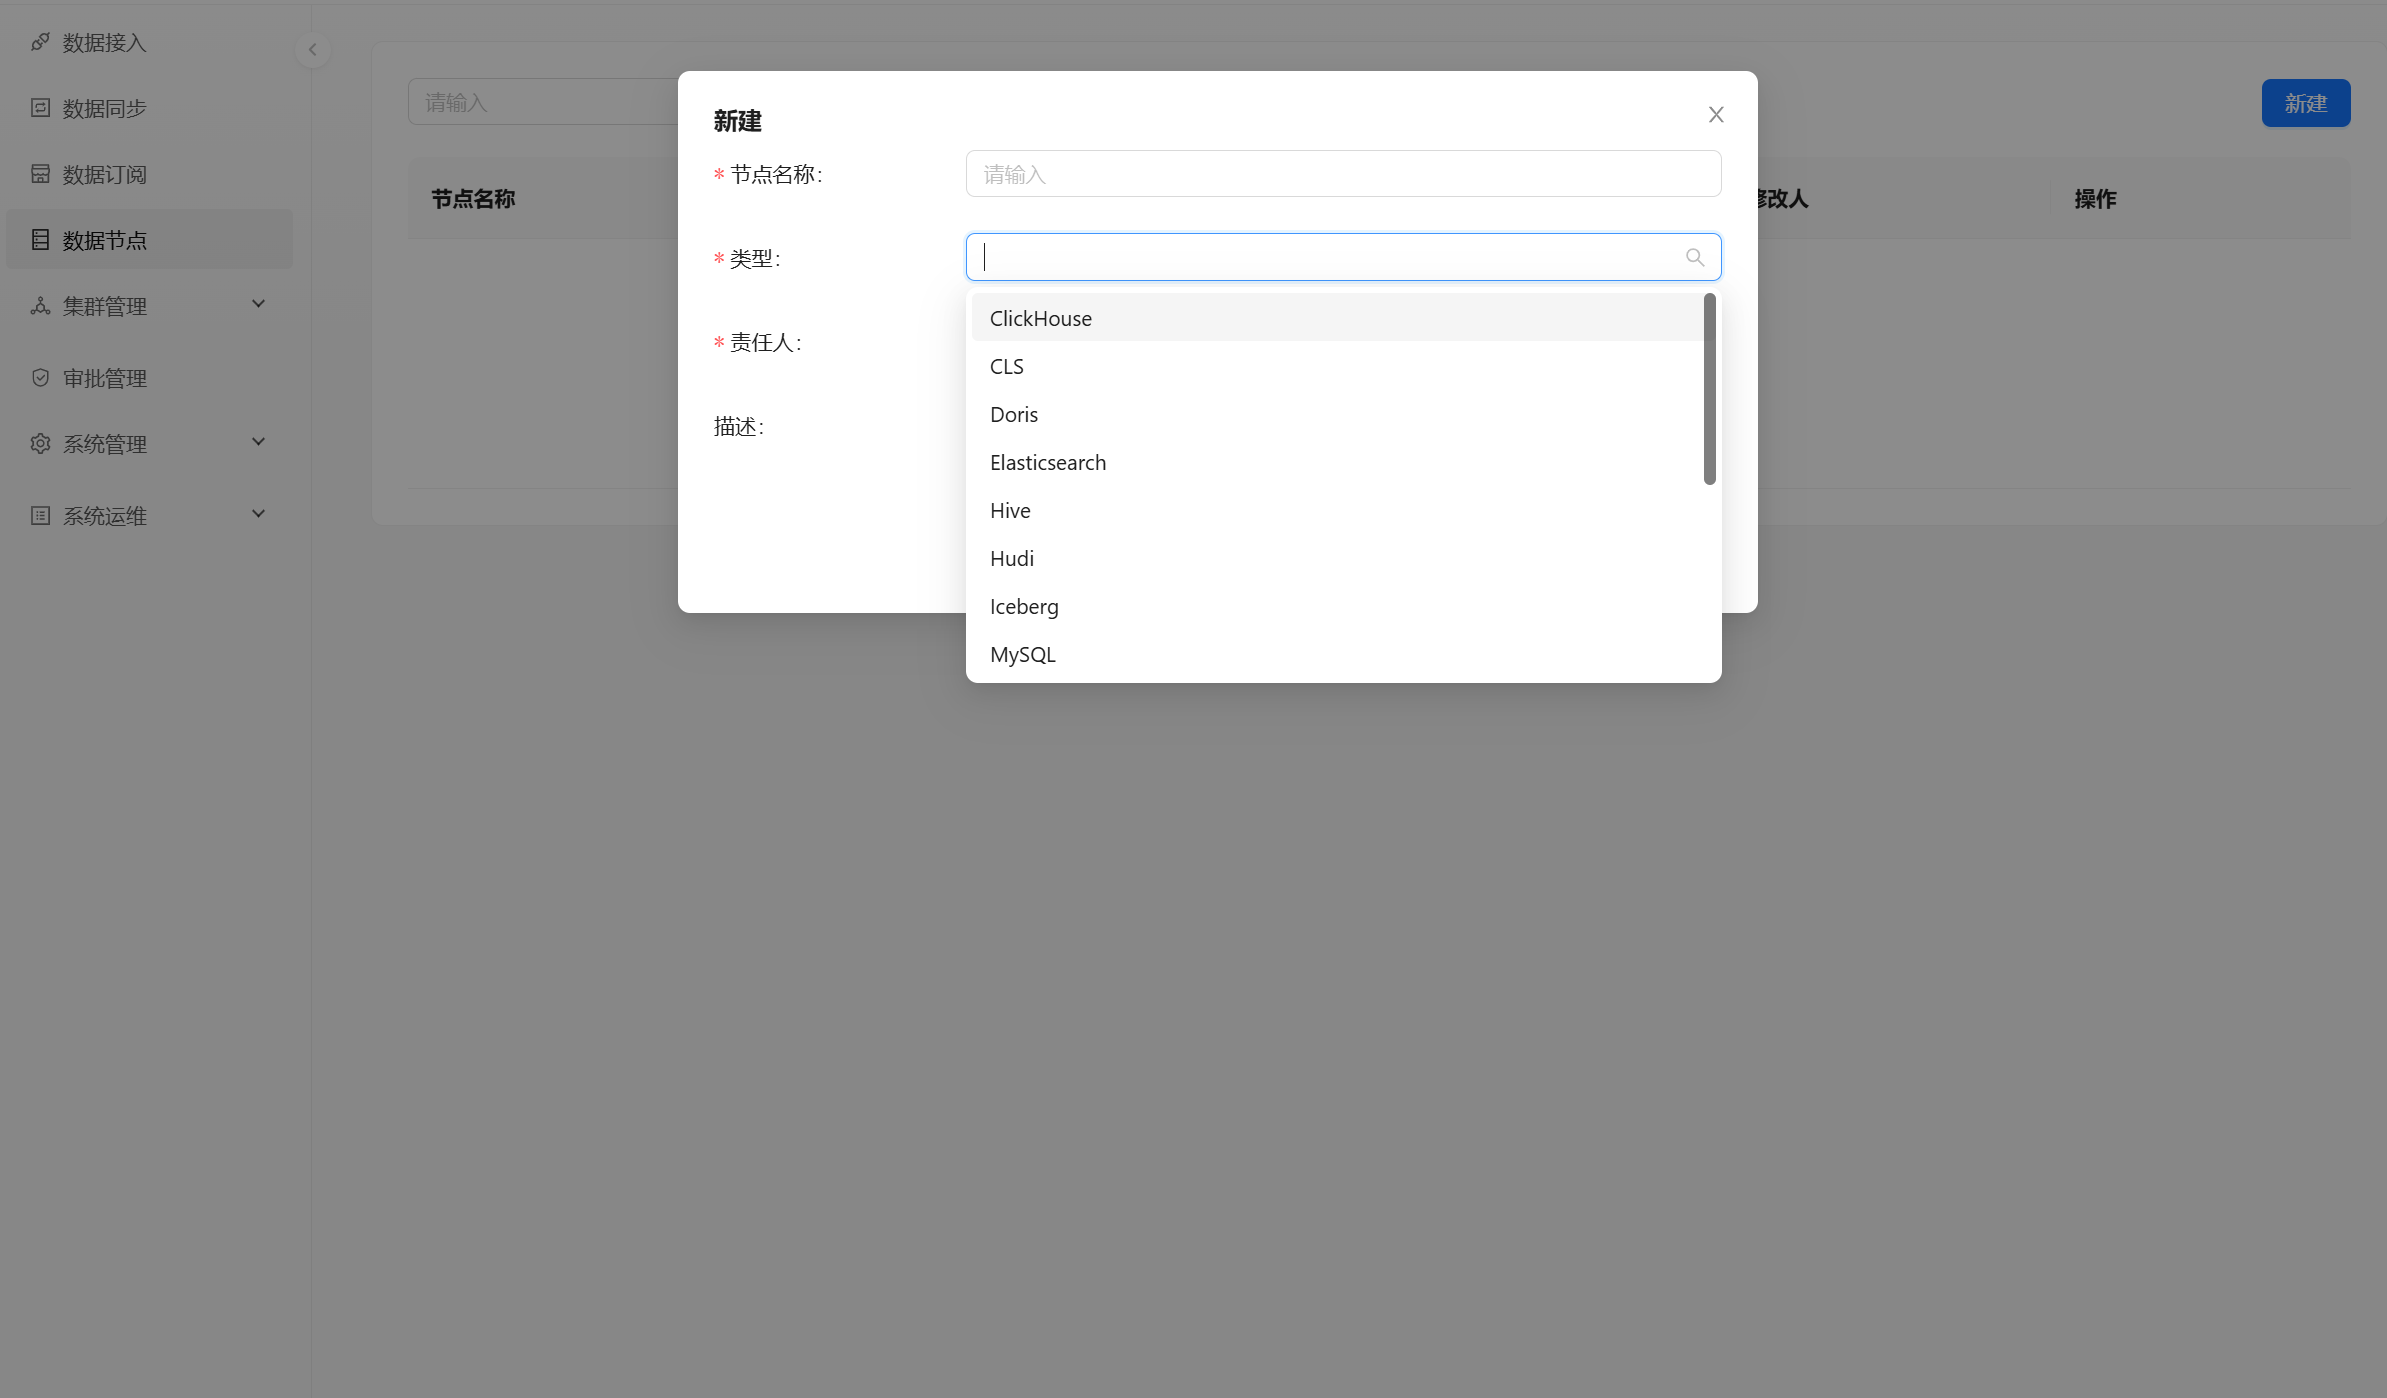 数据接入
数据同步
数据订阅
数据节点
集群管理
审批管理
系统管理
系统运维
请输入
新建
节点名称
修改人
操作
新建
* 节点名称:
请输入
* 类型:
* 责任人:
描述:
ClickHouse
CLS
Doris
Elasticsearch
Hive
Hudi
Iceberg
MySQL